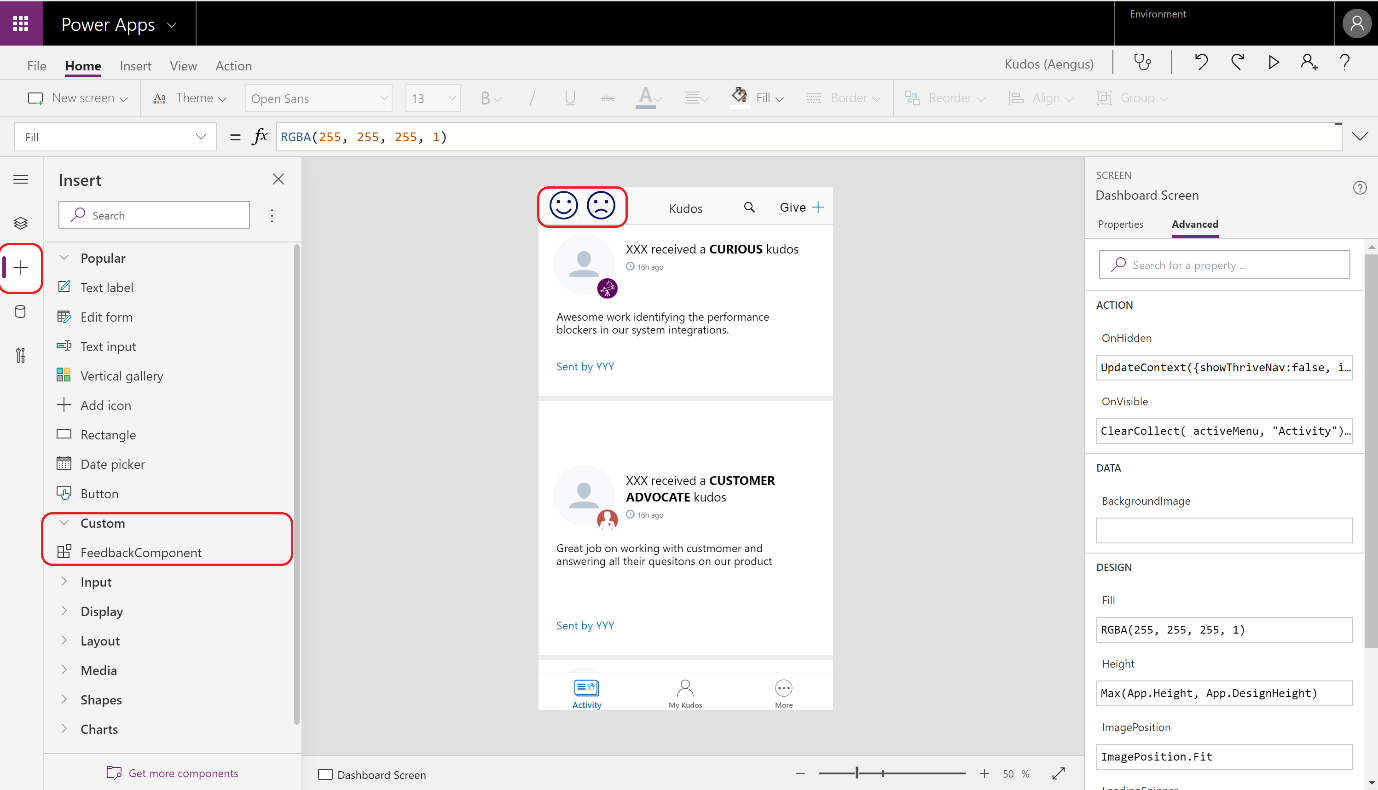 Power Apps
Environment
File Home Insert View Action
Kudos (Aengus)
New screen Theme Open Sans 13 B / U abc A Fill Border Reorder Align Group
Fill = fx RGBA(255, 255, 255, 1)
Insert
Search
Popular
Text label
Edit form
Text input
Vertical gallery
Add icon
Rectangle
Date picker
Button
Custom
FeedbackComponent
Input
Display
Layout
Media
Shapes
Charts
Get more components
Kudos
Give
XXX received a CURIOUS kudos
16h ago
Awesome work identifying the performance
blockers in our system integrations.
Sent by YYY
XXX received a CUSTOMER
ADVOCATE kudos
16h ago
Great job on working with custmomer and
answering all their quesitons on our product
Sent by YYY
Activity My Kudos More
Dashboard Screen
50 %
SCREEN
Dashboard Screen
Properties Advanced
Search for a property ...
ACTION
OnHidden
UpdateContext({showThriveNav:false, i…
OnVisible
ClearCollect( activeMenu, "Activity")…
DATA
BackgroundImage
DESIGN
Fill
RGBA(255, 255, 255, 1)
Height
Max(App.Height, App.DesignHeight)
ImagePosition
ImagePosition.Fit